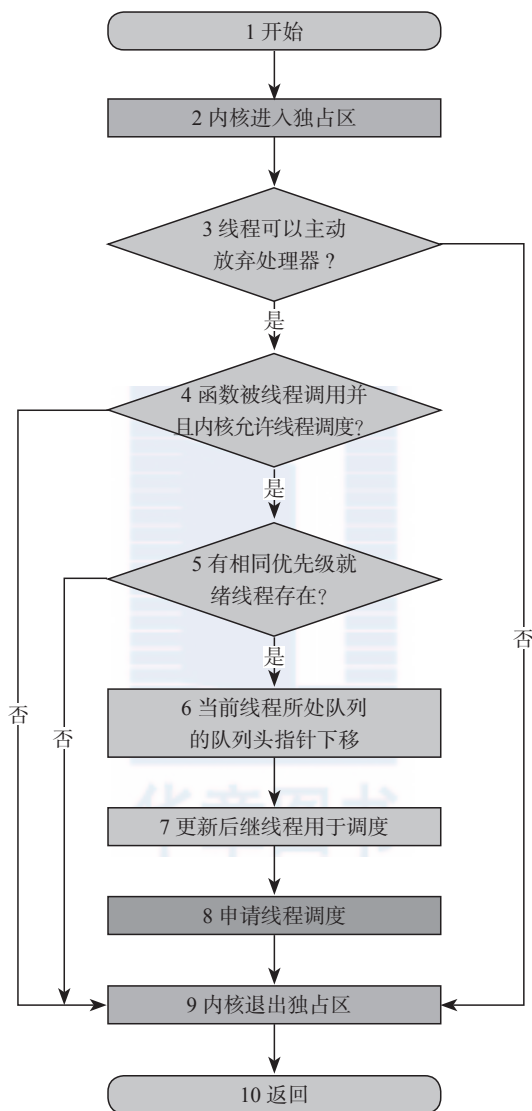 1 开始
2 内核进入独占区
3 线程可以主动
放弃处理器？
是
4 函数被线程调用并
且内核允许线程调度?
是
5 有相同优先级就
绪线程存在?
否
是
否
否
6 当前线程所处队列
的队列头指针下移
7 更新后继线程用于调度
华章图书
8 申请线程调度
9 内核退出独占区
10 返回